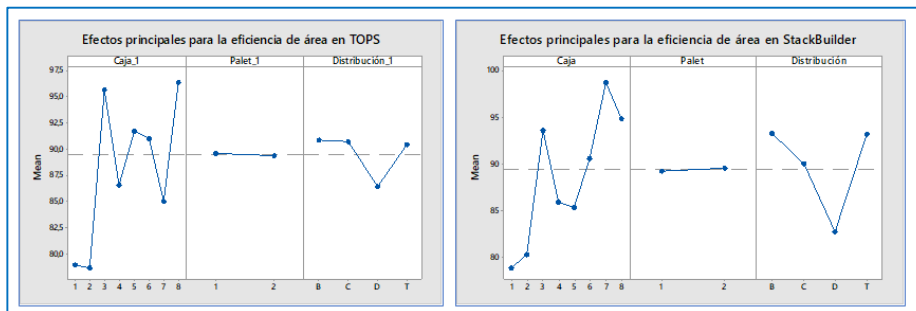 Efectos principales para la eficiencia de área en TOPS
Caja_1 Palet_1 Distribución_1
Mean
97,5
95,0
92,5
90,0
87,5
85,0
82,5
80,0
1 2 3 4 5 6 7 8 1 2 B C D T
Efectos principales para la eficiencia de área en StackBuilder
Caja Palet Distribución
Mean
100
95
90
85
80
1 2 3 4 5 6 7 8 1 2 B C D T